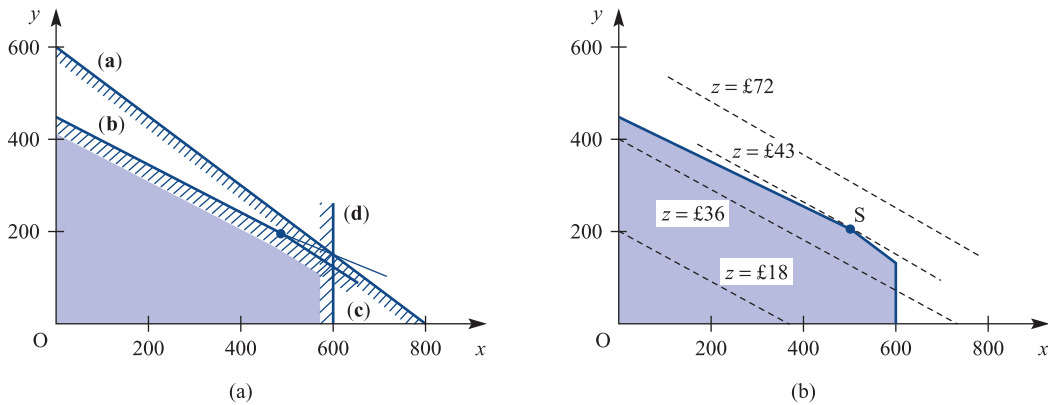 y
600
(a)
400
(b)
200
(d)
(c)
O
200
400
600
800
x
(a)
y
600
z = £72
400
z = £43
z = £36
S
200
z = £18
O
200
400
600
800
x
(b)